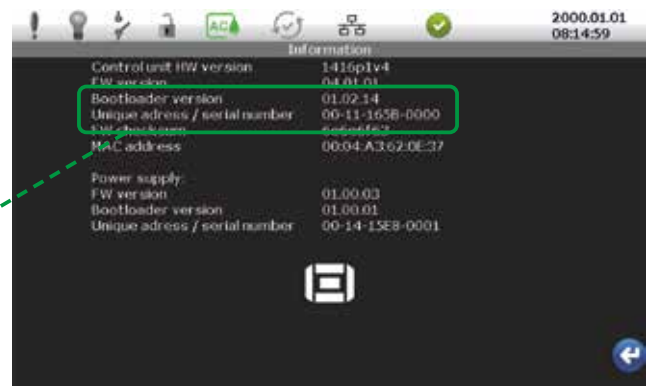 AC
2000.01.01
08:14:59
Information
Control unit HW version 1416p1v4
FW version 04.01.01
Bootloader version 01.02.14
Unique adress / serial number 00-11-165B-0000
FW checksum
MAC address 00:04:A3:62:0E:37
Power supply:
FW version 01.00.03
Bootloader version 01.00.01
Unique adress / serial number 00-14-15E8-0001